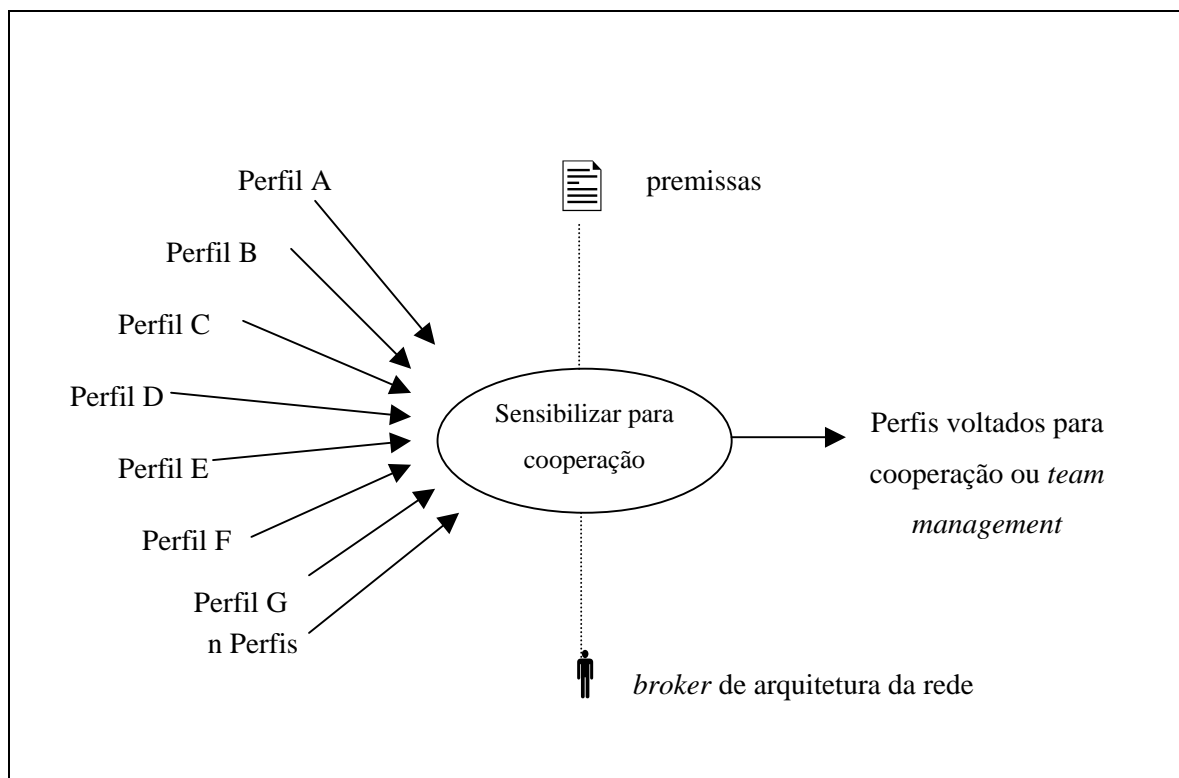 Perfil A
Perfil B
Perfil C
Perfil D
Perfil E
Perfil F
Perfil G
n Perfis
premissas
Sensibilizar para
cooperação
Perfis voltados para
cooperação ou team
management
broker de arquitetura da rede